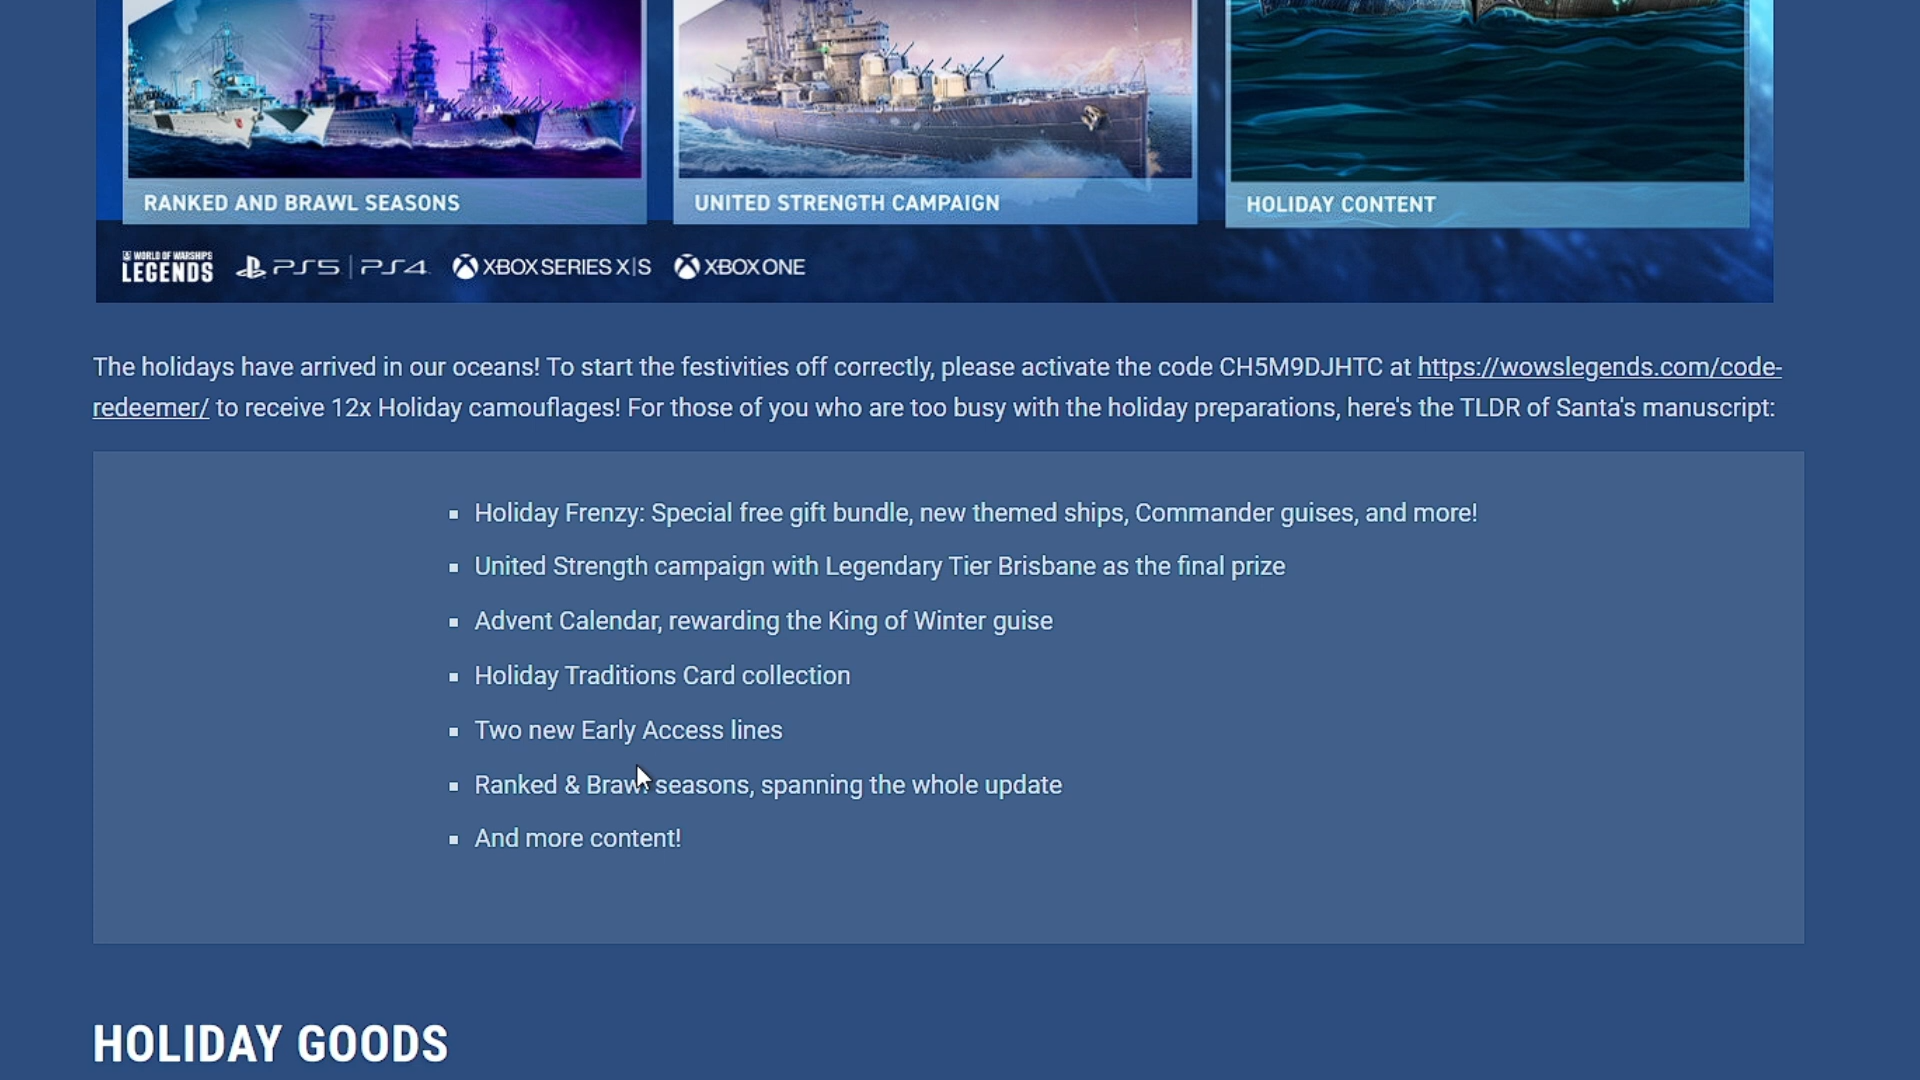 RANKED AND BRAWL SEASONS
UNITED STRENGTH CAMPAIGN
HOLIDAY CONTENT
WORLD OF WARSHIPS
LEGENDS
PS5 | PS4
XBOX SERIES X|S
XBOX ONE
The holidays have arrived in our oceans! To start the festivities off correctly, please activate the code CH5M9DJHTC at https://wowslegends.com/code-
redeemer/ to receive 12x Holiday camouflages! For those of you who are too busy with the holiday preparations, here's the TLDR of Santa's manuscript:
Holiday Frenzy: Special free gift bundle, new themed ships, Commander guises, and more!
United Strength campaign with Legendary Tier Brisbane as the final prize
Advent Calendar, rewarding the King of Winter guise
Holiday Traditions Card collection
Two new Early Access lines
Ranked & Brawl seasons, spanning the whole update
And more content!
HOLIDAY GOODS